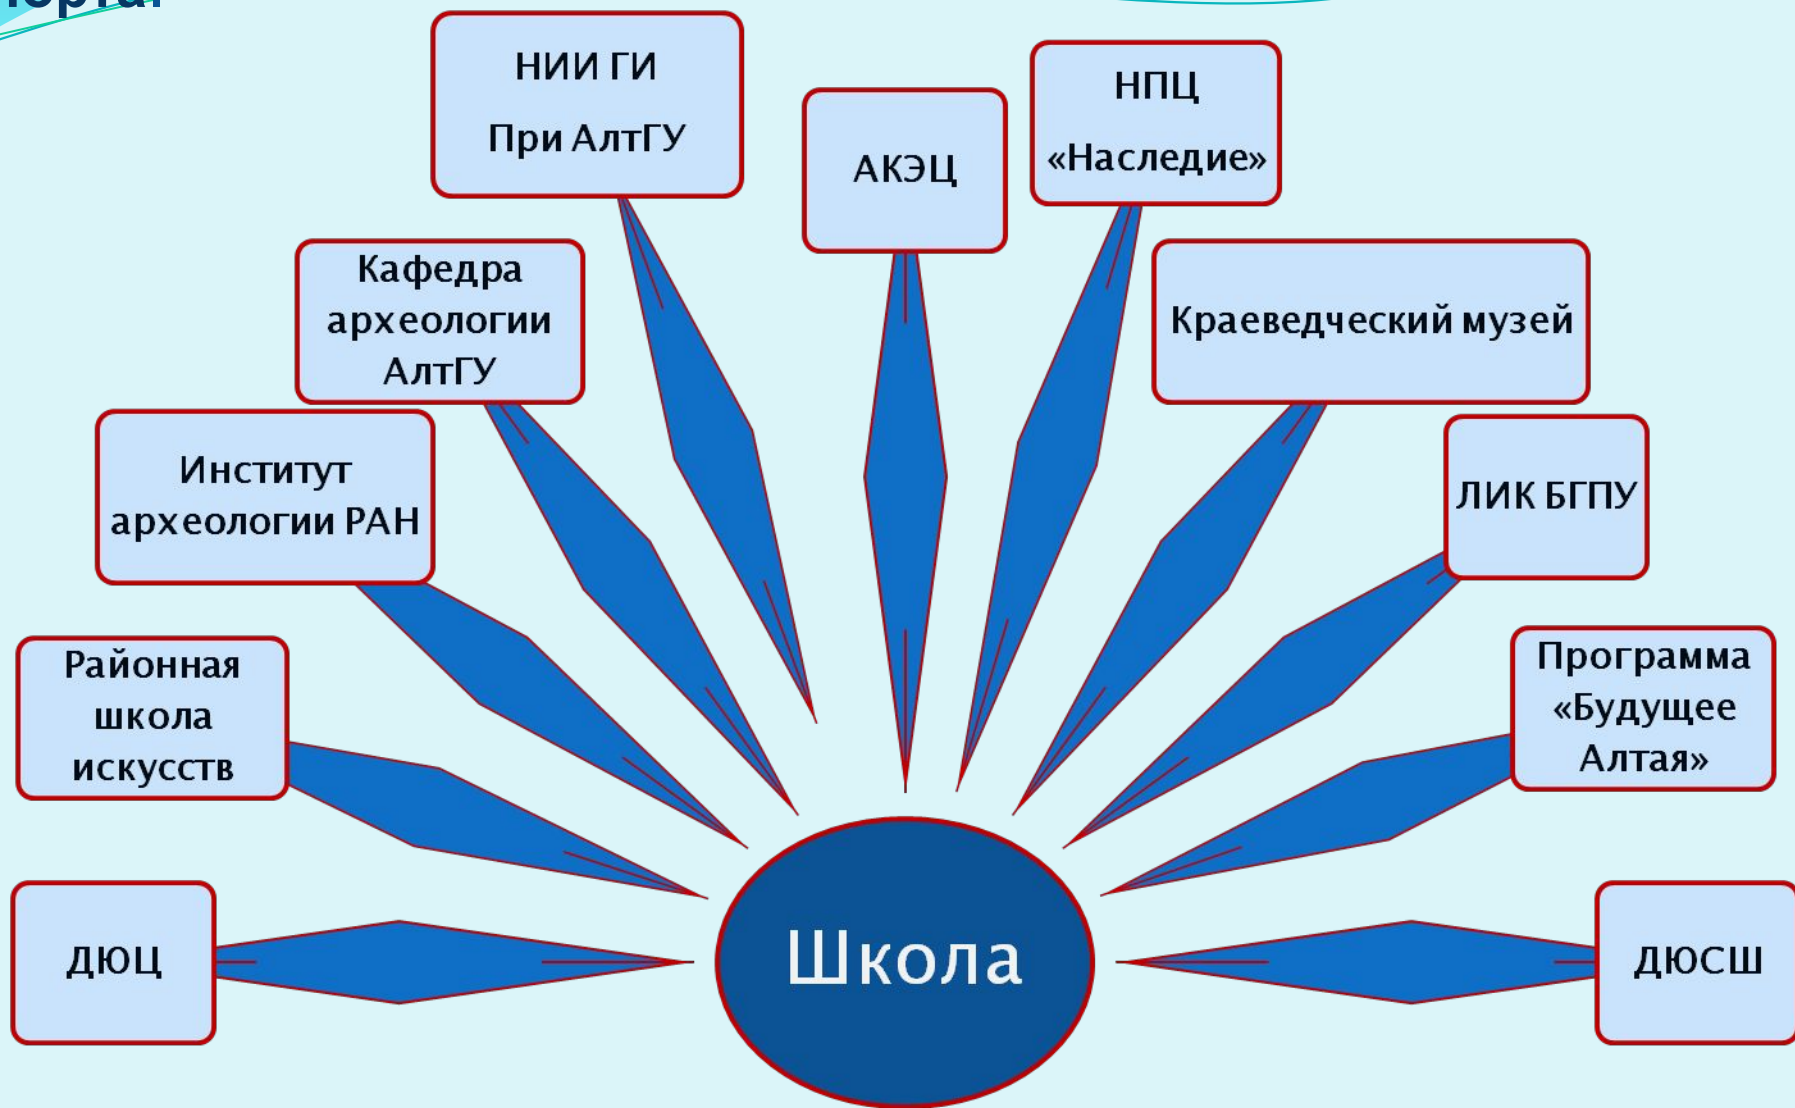 НИИ ГИ
При АлтГУ
АКЭЦ
НПЦ
«Наследие»
Кафедра
археологии
АлтГУ
Краеведческий музей
Институт
археологии РАН
ЛИК БГПУ
Районная
школа
искусств
Программа
«Будущее
Алтая»
ДЮЦ
Школа
ДЮСШ